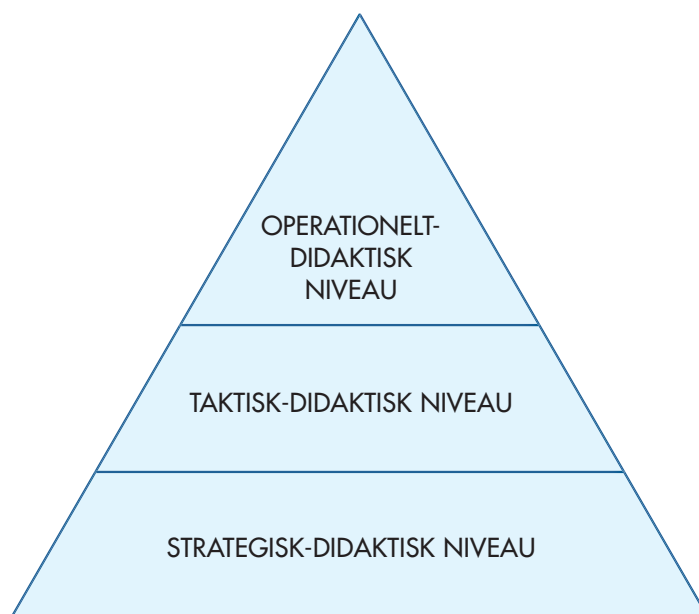 OPERATIONELT-
DIDAKTISK
NIVEAU
TAKTISK-DIDAKTISK NIVEAU
STRATEGISK-DIDAKTISK NIVEAU